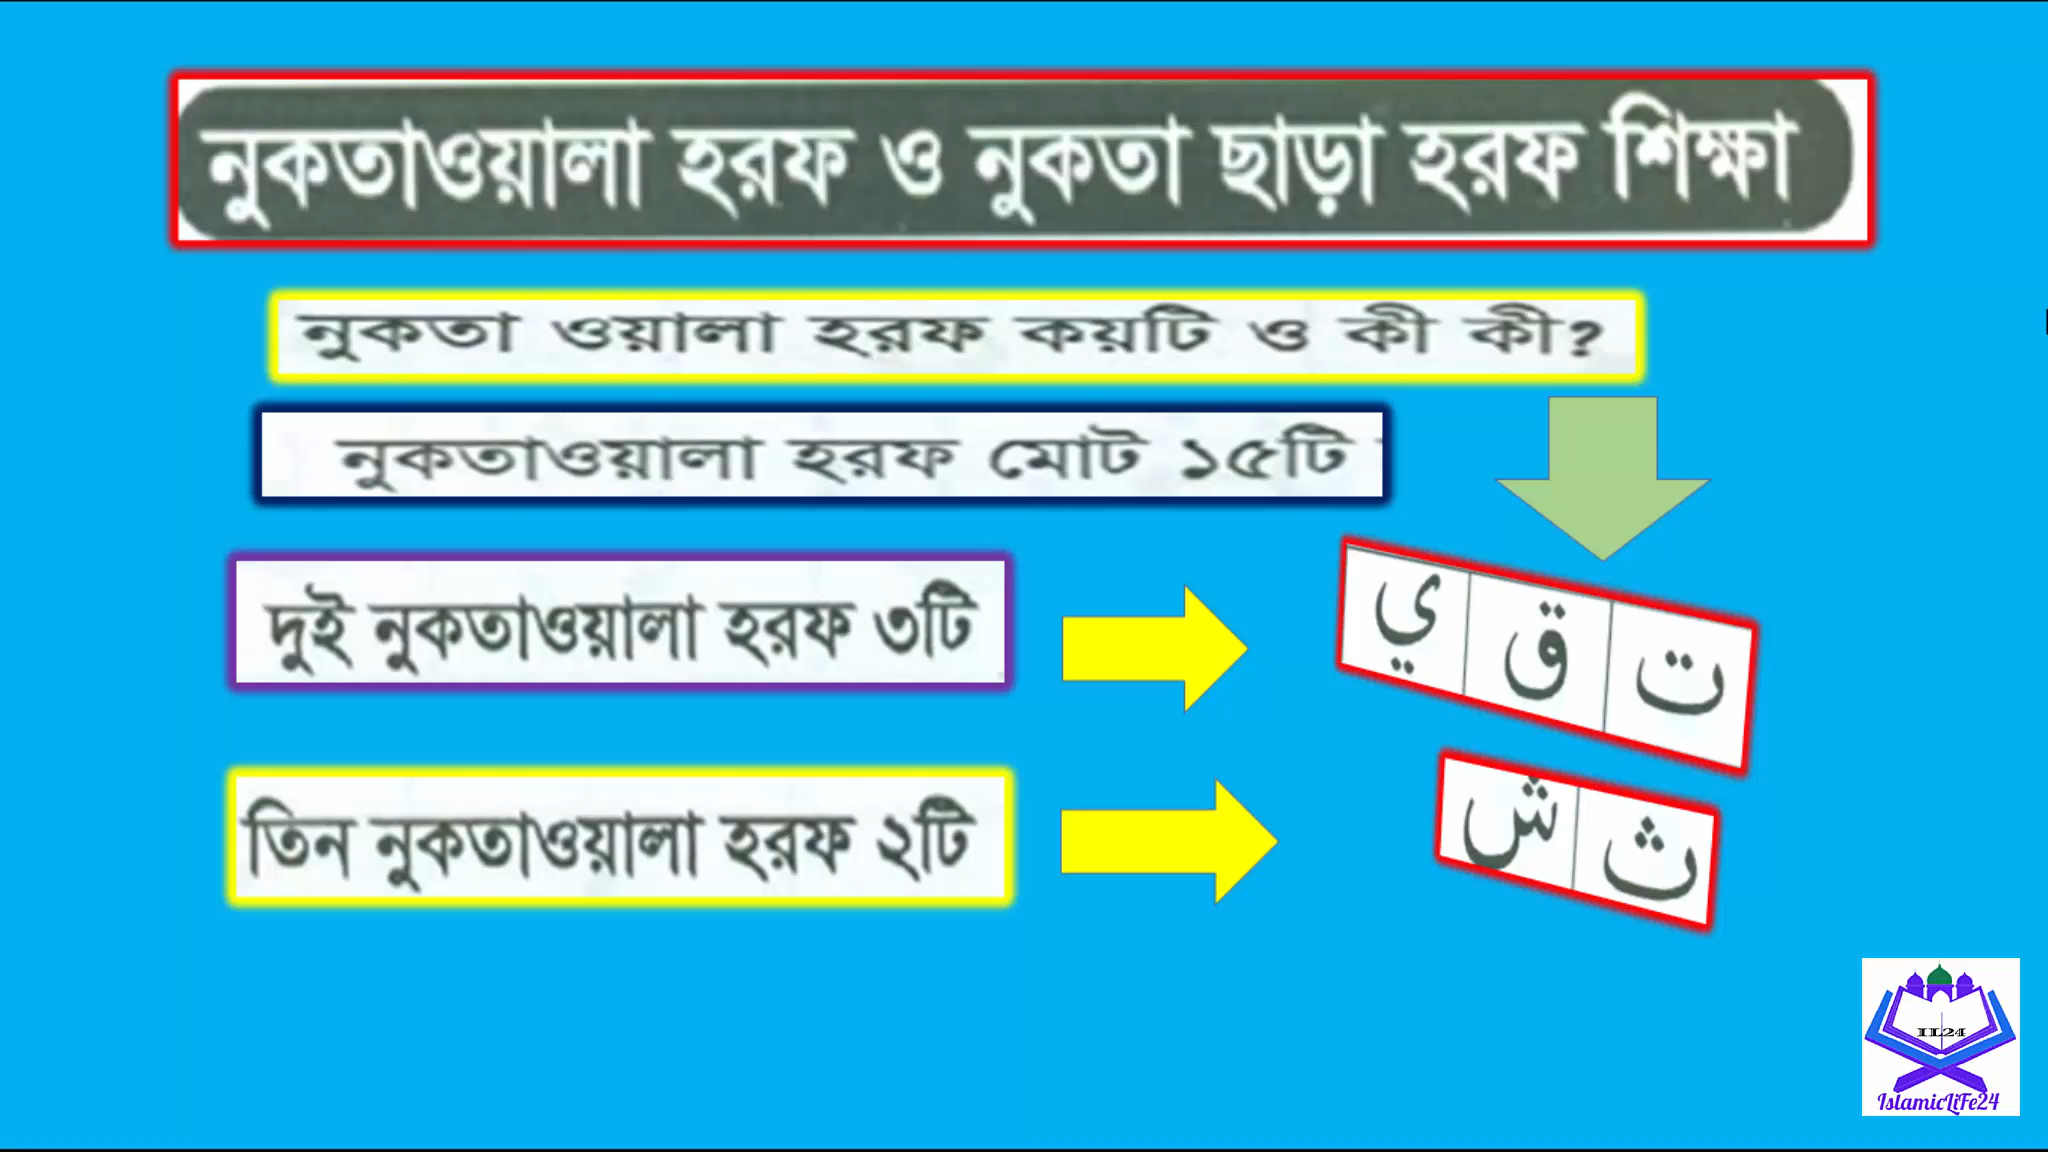 নুকতাওয়ালা হরফ ও নুকতা ছাড়া হরফ শিক্ষা
নুকতা ওয়ালা হরফ কয়টি ও কী কী?
নুকতাওয়ালা হরফ মোট ১৫টি
দুই নুকতাওয়ালা হরফ ৩টি
ت ق ي
তিন নুকতাওয়ালা হরফ ২টি
ث ش
IL24
IslamicLiFe24